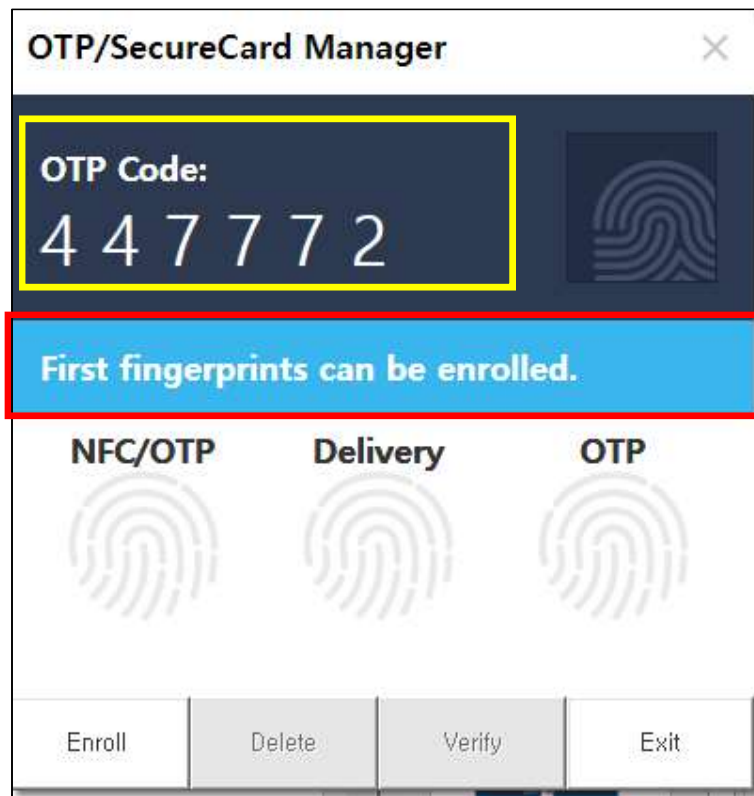 OTP/SecureCard Manager
OTP Code:
4 4 7 7 7 2
First fingerprints can be enrolled.
NFC/OTP Delivery OTP
Enroll Delete Verify Exit